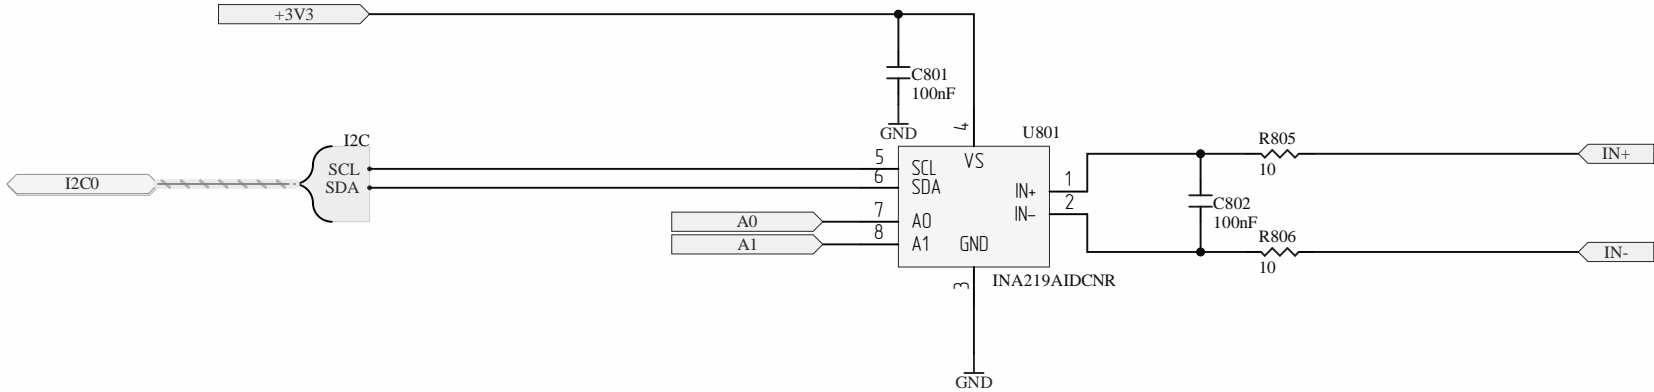 +3V3
C801
100nF
GND
4
U801
VS
I2C
SCL
SDA
I2C0
5
6
7
8
SCL
SDA
A0
A1
A0
A1
GND
IN+
IN-
1
2
3
INA219AIDCNR
GND
R805
10
C802
100nF
R806
10
IN+
IN-